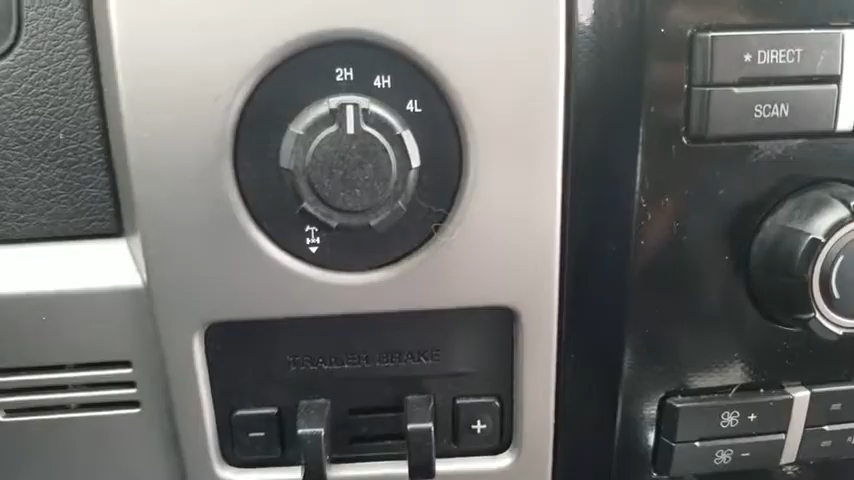 2H
4H
4L
TRAILER BRAKE
-
+
* DIRECT
SCAN
+
-